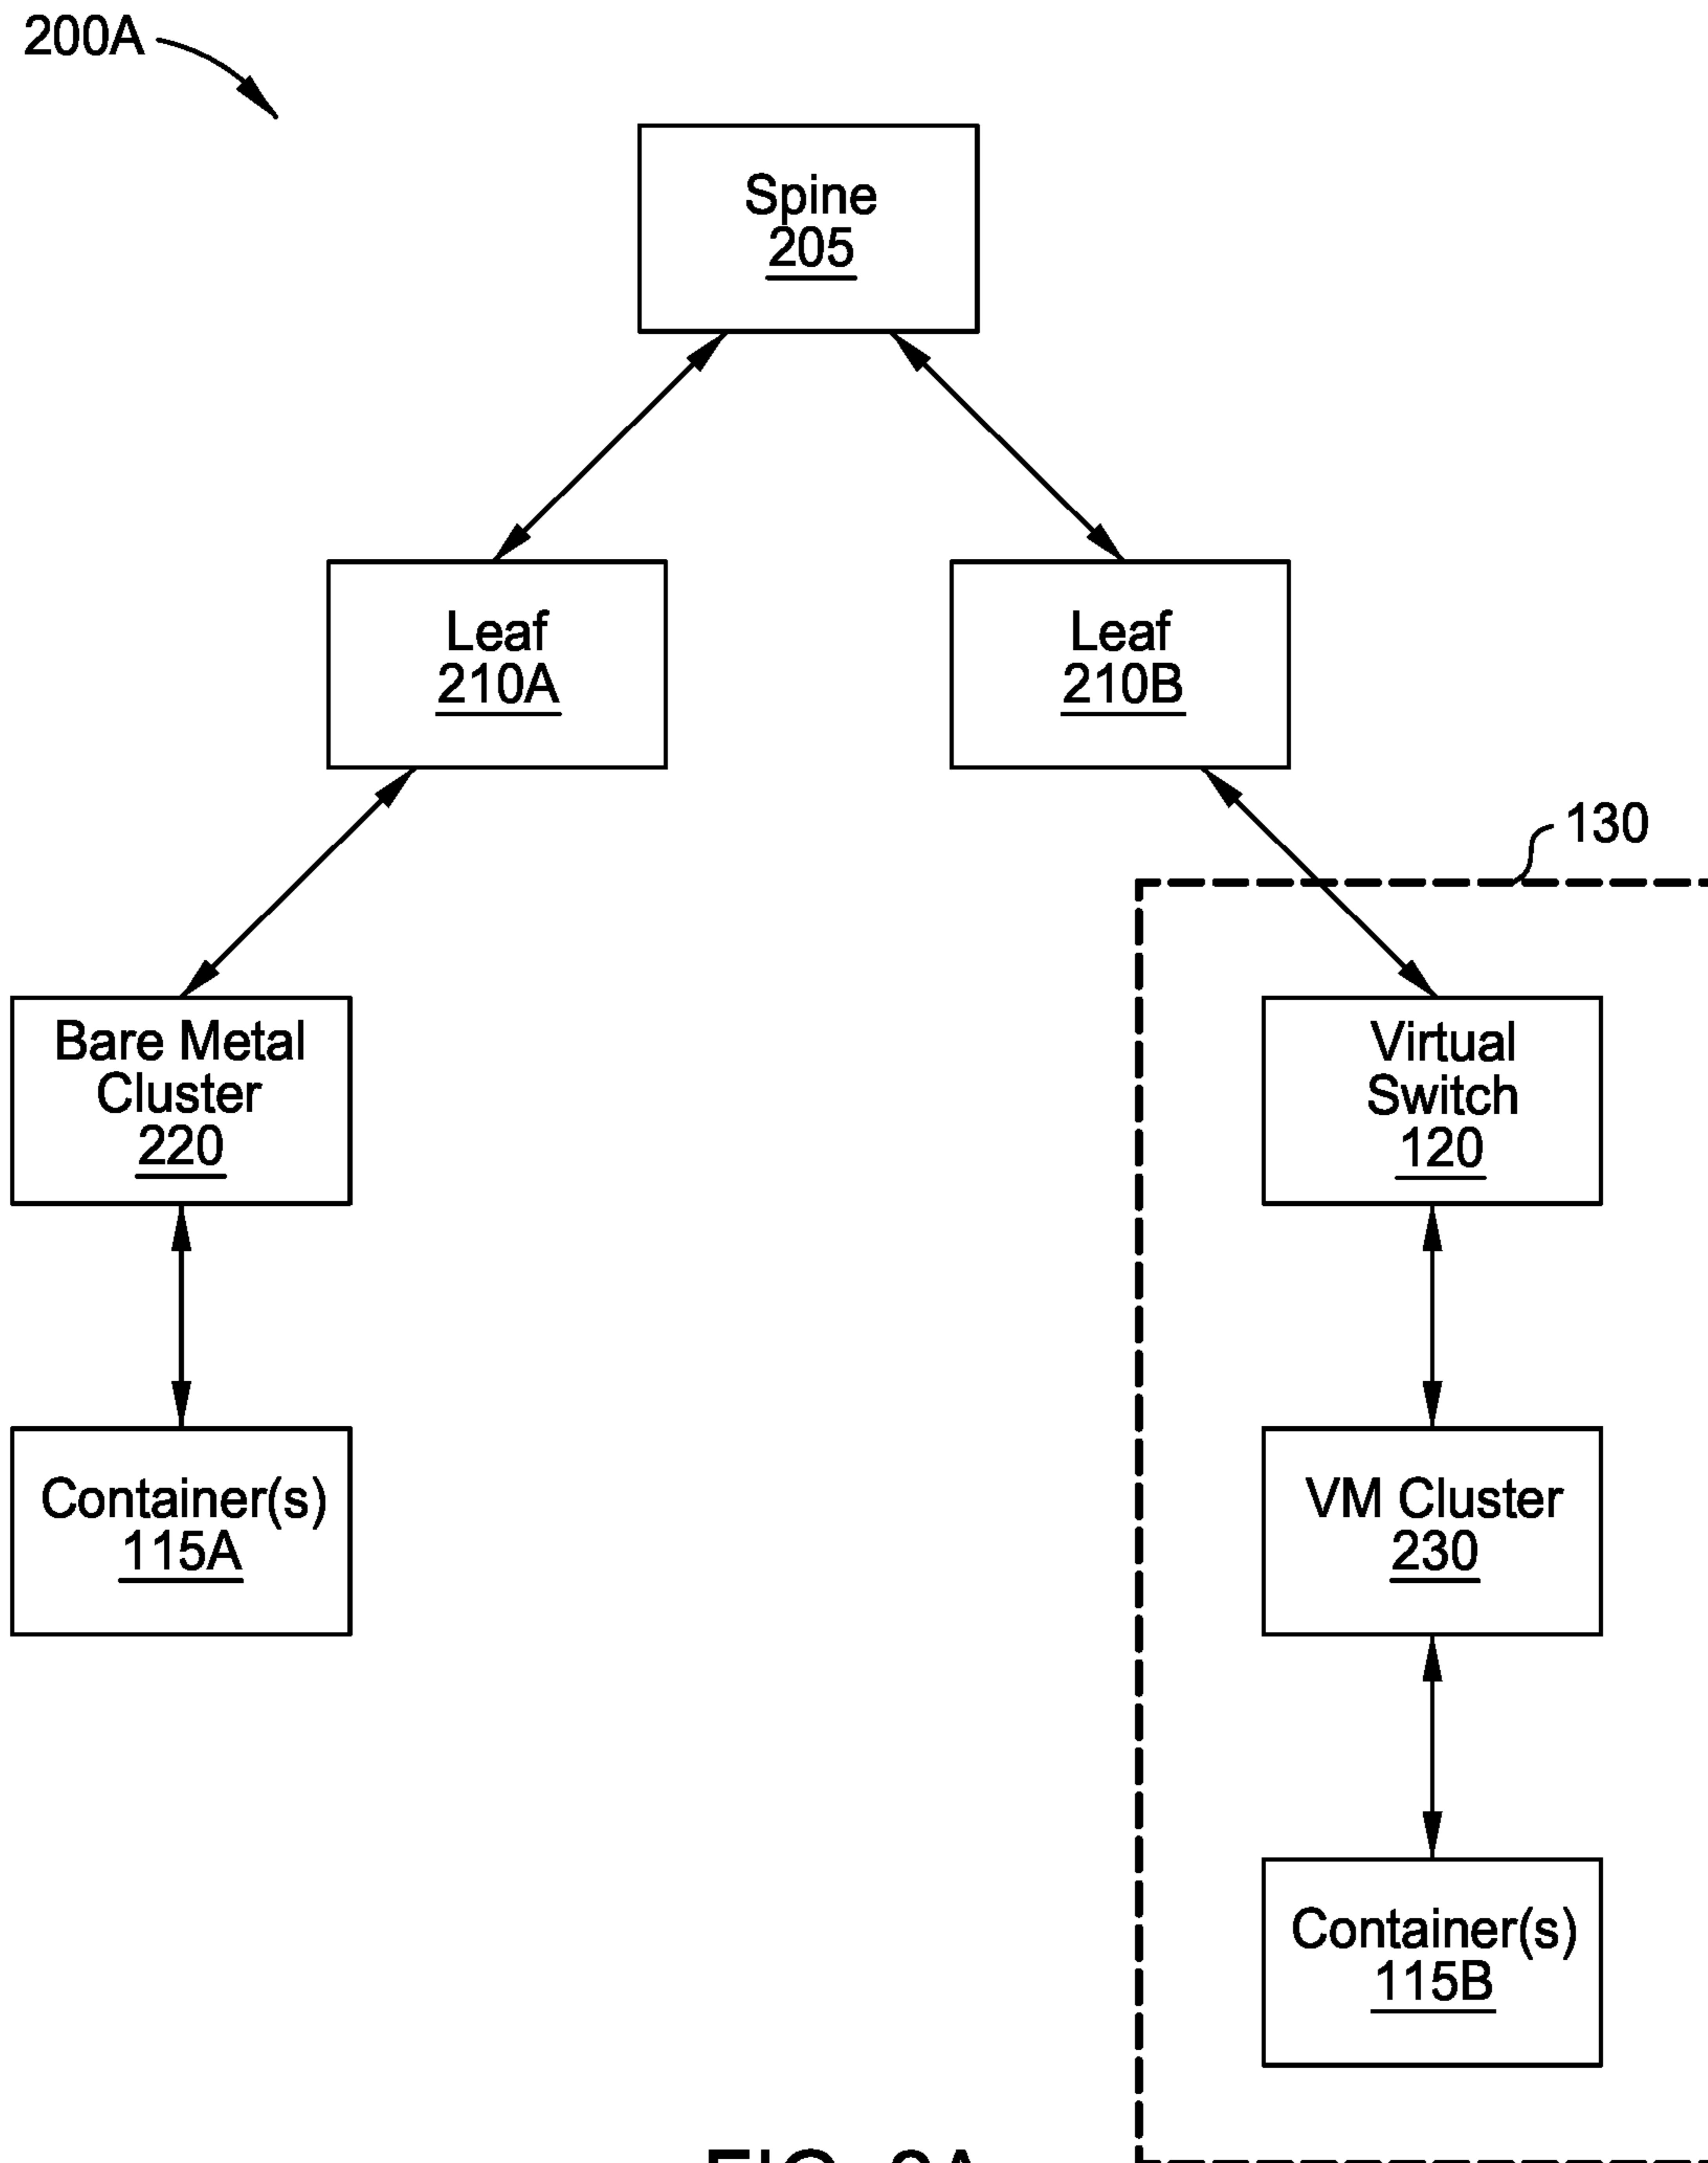 200A
Spine
205
Leaf
210A
Leaf
210B
130
Bare Metal
Cluster
220
Virtual
Switch
120
Container(s)
115A
VM Cluster
230
Container(s)
115B